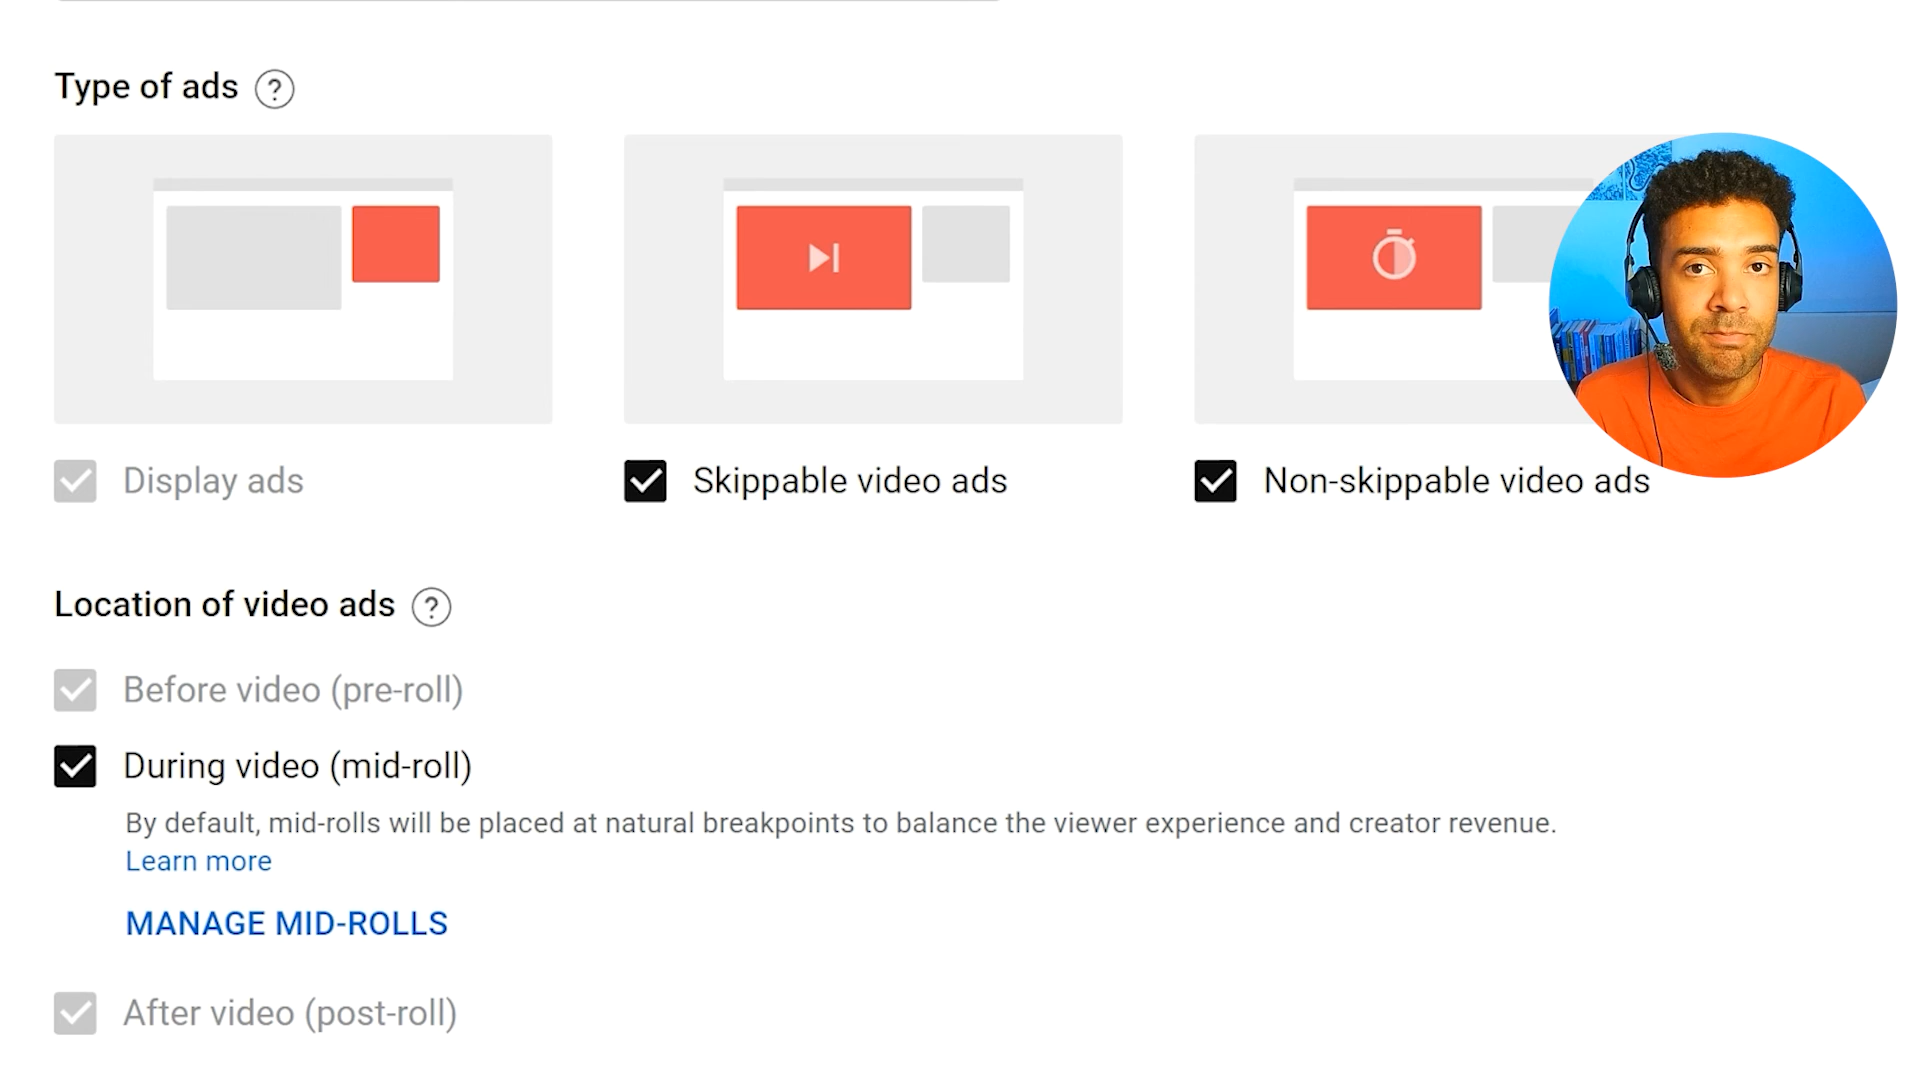 Type of ads ?
Display ads
Skippable video ads
Non-skippable video ads
Location of video ads ?
Before video (pre-roll)
During video (mid-roll)
By default, mid-rolls will be placed at natural breakpoints to balance the viewer experience and creator revenue.
Learn more
MANAGE MID-ROLLS
After video (post-roll)